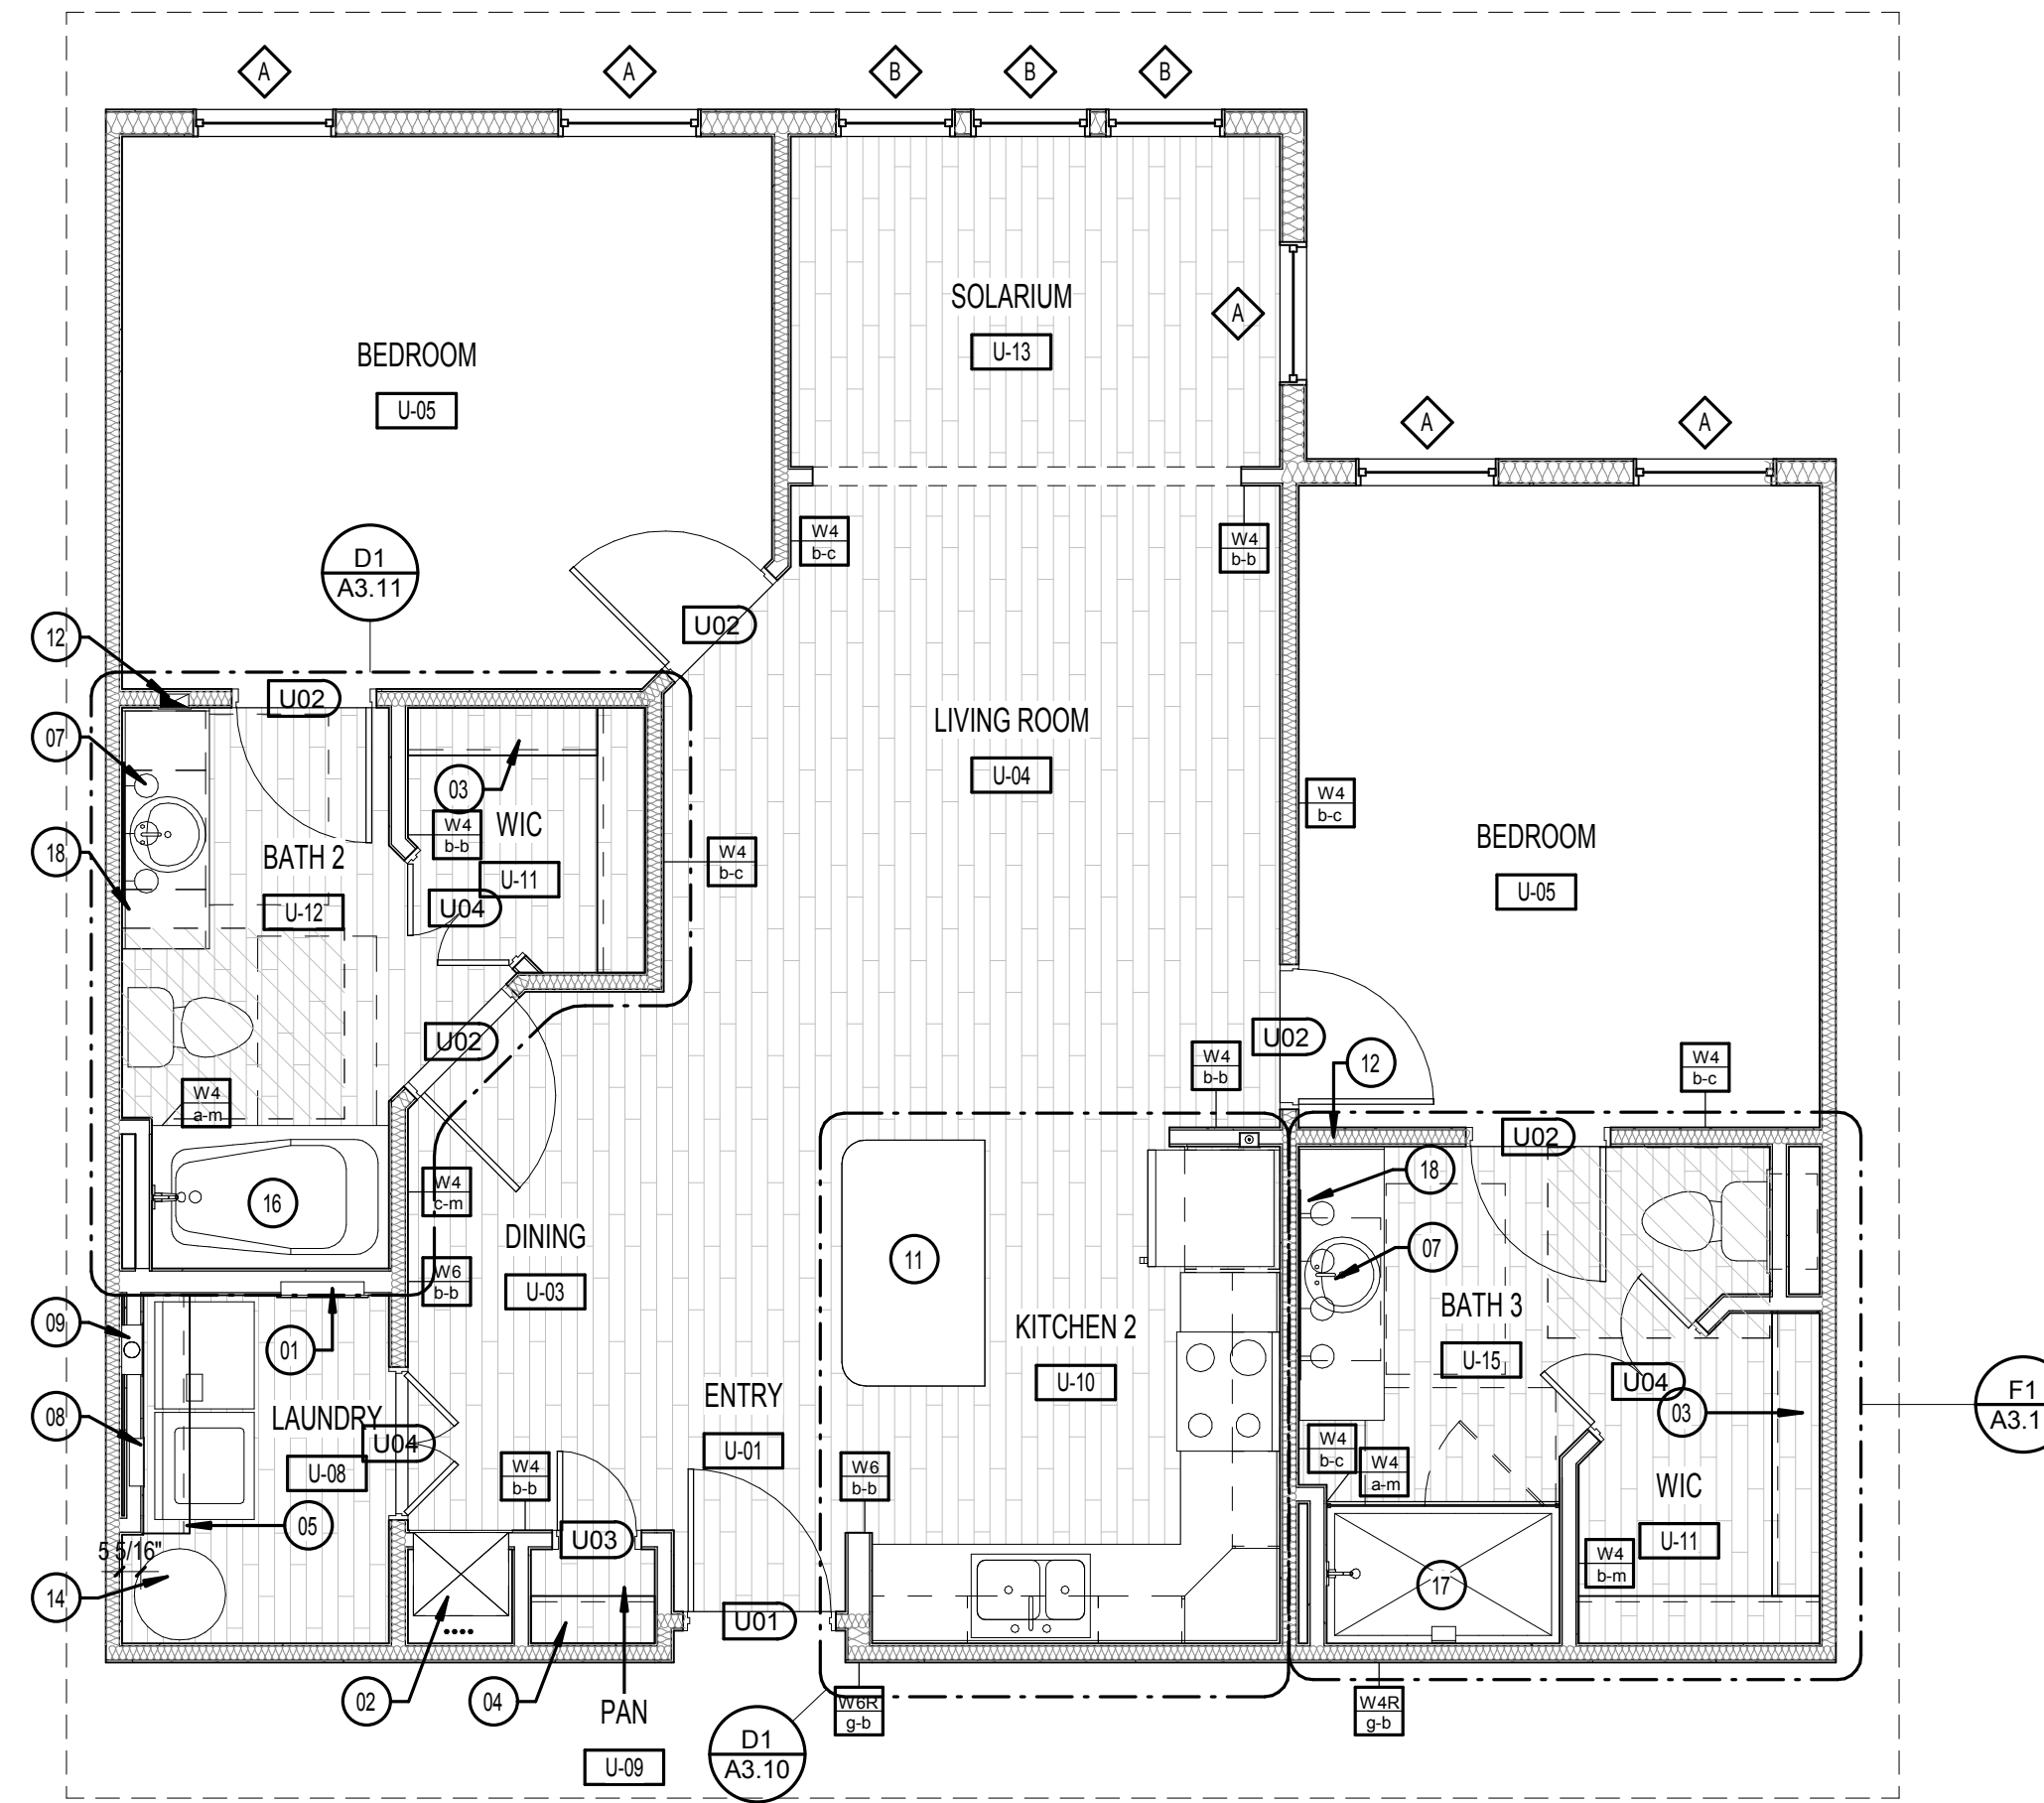 A
A
B
B
B
SOLARIUM
U-13
A
BEDROOM
U-05
A
A
W4
b-c
W4
b-b
D1
A3.11
12
U02
U02
07
LIVING ROOM
U-04
03
W4
b-b
WIC
U-11
W4
b-c
W4
b-c
BEDROOM
U-05
18
BATH 2
U-12
U04
U02
U02
12
W4
b-b
W4
b-c
W4
a-m
U02
18
16
W4
c-m
DINING
U-03
W6
b-b
11
07
09
01
KITCHEN 2
U-10
BATH 3
U-15
U04
03
F1
A3.1
08
LAUNDRY
U-08
U04
ENTRY
U-01
W4
b-b
W6
b-b
W4
b-c
W4
a-m
WIC
U-11
05
5 5/16"
U03
14
W4
b-m
17
U01
02
04
PAN
U-09
W6R
g-b
W4R
g-b
D1
A3.10